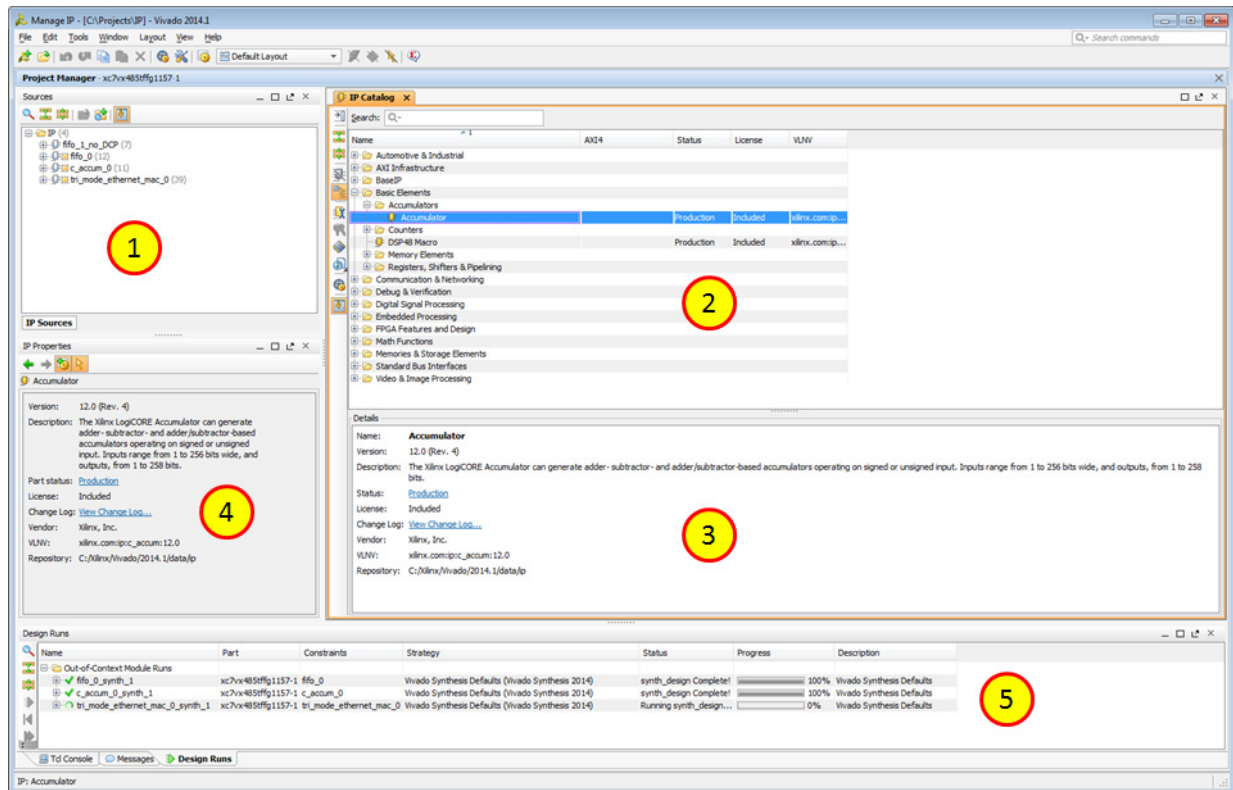 Manage IP - [C:\Projects\IP] - Vivado 2014.1
File Edit Tools Window Layout View Help
Search commands
Default Layout
Project Manager - xc7vx485tffg1157-1
Sources
IP (4)
fifo_1_no_DCP (7)
fifo_0 (12)
c_accum_0 (11)
tri_mode_ethernet_mac_0 (39)
1
IP Sources
IP Properties
Accumulator
Version: 12.0 (Rev. 4)
Description: The Xilinx LogiCORE Accumulator can generate
adder- subtractor- and adder/subtractor-based
accumulators operating on signed or unsigned
input. Inputs range from 1 to 256 bits wide, and
outputs, from 1 to 258 bits.
Part status: Production
License: Included
Change Log: View Change Log...
Vendor: Xilinx, Inc.
VLNV: xilinx.com:ip:c_accum:12.0
Repository: C:/Xilinx/Vivado/2014.1/data/ip
4
IP Catalog
Search:
Name 1 AXI4 Status License VLNV
Automotive & Industrial
AXI Infrastructure
BaseIP
Basic Elements
Accumulators
Accumulator Production Included xilinx.com:ip...
Counters
DSP48 Macro Production Included xilinx.com:ip...
Memory Elements
Registers, Shifters & Pipelining
Communication & Networking
Debug & Verification
Digital Signal Processing
Embedded Processing
FPGA Features and Design
Math Functions
Memories & Storage Elements
Standard Bus Interfaces
Video & Image Processing
2
Details
Name: Accumulator
Version: 12.0 (Rev. 4)
Description: The Xilinx LogiCORE Accumulator can generate adder- subtractor- and adder/subtractor-based accumulators operating on signed or unsigned input. Inputs range from 1 to 256 bits wide, and outputs, from 1 to 258
bits.
Status: Production
License: Included
Change Log: View Change Log...
Vendor: Xilinx, Inc.
VLNV: xilinx.com:ip:c_accum:12.0
Repository: C:/Xilinx/Vivado/2014.1/data/ip
3
Design Runs
Name Part Constraints Strategy Status Progress Description
Out-of-Context Module Runs
fifo_0_synth_1 xc7vx485tffg1157-1 fifo_0 Vivado Synthesis Defaults (Vivado Synthesis 2014) synth_design Complete! 100% Vivado Synthesis Defaults
c_accum_0_synth_1 xc7vx485tffg1157-1 c_accum_0 Vivado Synthesis Defaults (Vivado Synthesis 2014) synth_design Complete! 100% Vivado Synthesis Defaults
tri_mode_ethernet_mac_0_synth_1 xc7vx485tffg1157-1 tri_mode_ethernet_mac_0 Vivado Synthesis Defaults (Vivado Synthesis 2014) Running synth_design... 0% Vivado Synthesis Defaults
5
Tcl Console Messages Design Runs
IP: Accumulator